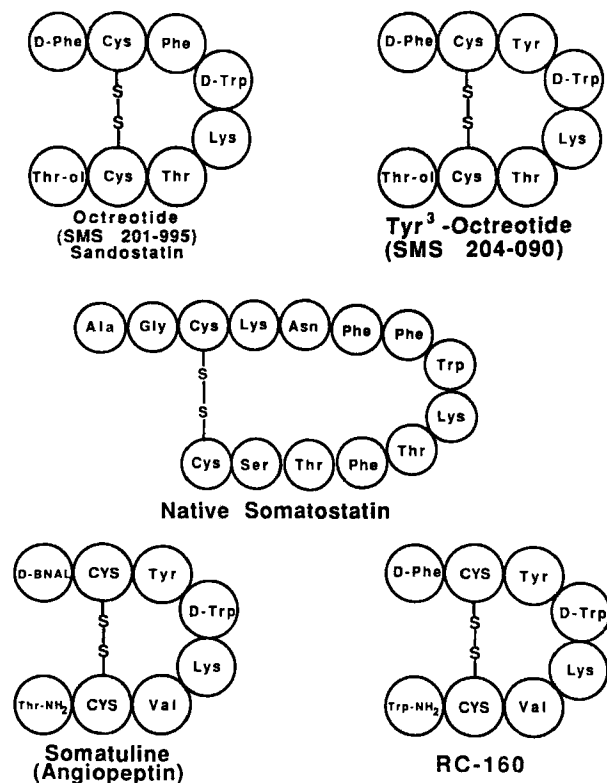 D-Phe Cys Phe
D-Trp
S
S
Lys
Thr-ol Cys Thr
Octreotide
(SMS 201-995)
Sandostatin
D-Phe Cys Tyr
D-Trp
S
S
Lys
Thr-ol Cys Thr
Tyr³-Octreotide
(SMS 204-090)
Ala Gly Cys Lys Asn Phe Phe
Trp
S
S
Lys
Cys Ser Thr Phe Thr
Native Somatostatin
D-BNAL CYS Tyr
D-Trp
S
S
Lys
Thr-NH₂ CYS Val
Somatuline
(Angiopeptin)
D-Phe CYS Tyr
D-Trp
S
S
Lys
Trp-NH₂ CYS Val
RC-160